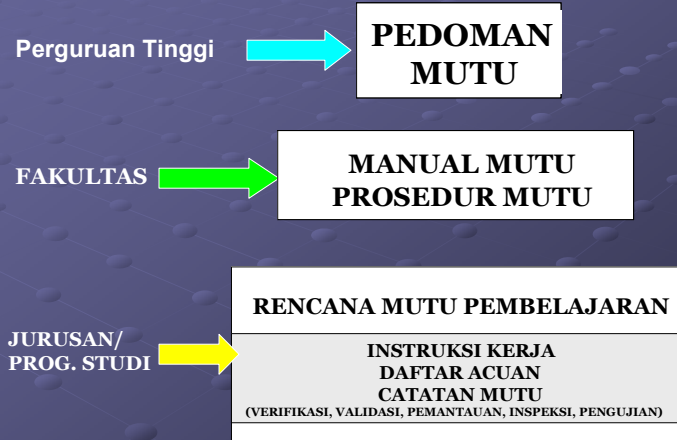 Perguruan Tinggi
PEDOMAN
MUTU
FAKULTAS
MANUAL MUTU
PROSEDUR MUTU
RENCANA MUTU PEMBELAJARAN
JURUSAN/
PROG. STUDI
INSTRUKSI KERJA
DAFTAR ACUAN
CATATAN MUTU
(VERIFIKASI, VALIDASI, PEMANTAUAN, INSPEKSI, PENGUJIAN)